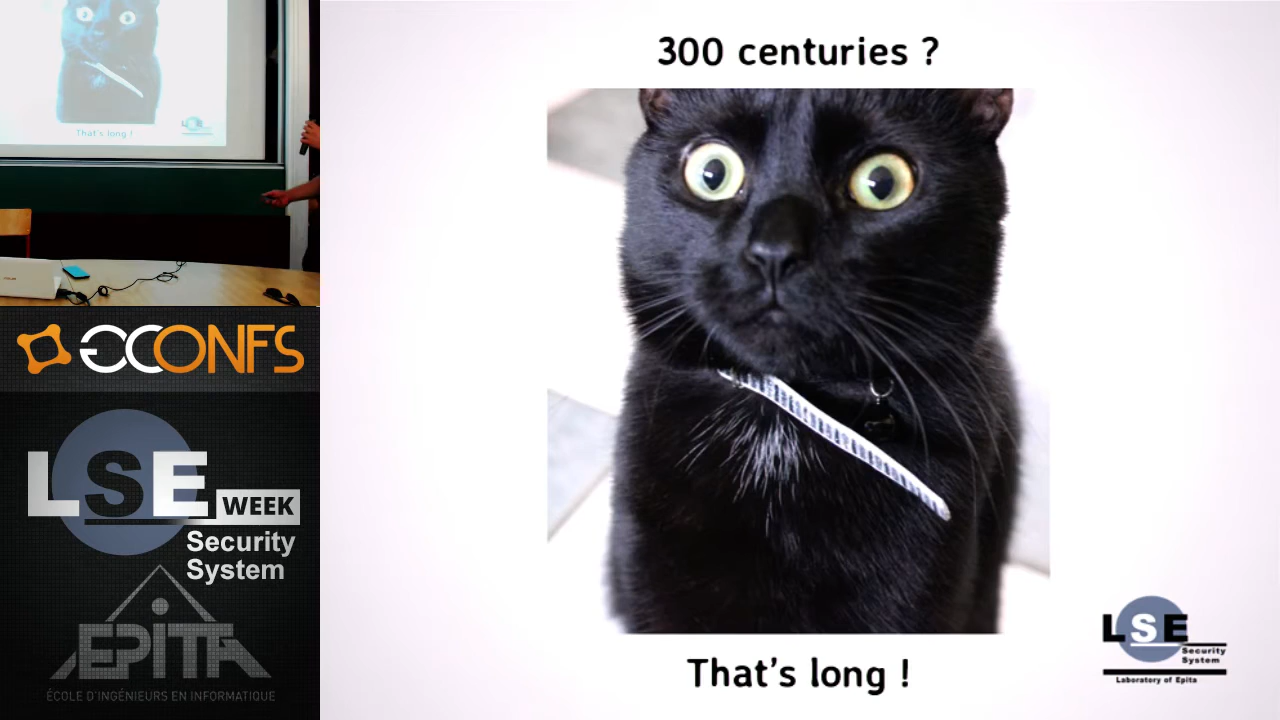 That's long !
GCONFS
LSE
WEEK
Security
System
EPITA
ÉCOLE D'INGÉNIEURS EN INFORMATIQUE
300 centuries ?
That's long !
LSE
Security
System
Laboratory of Epita